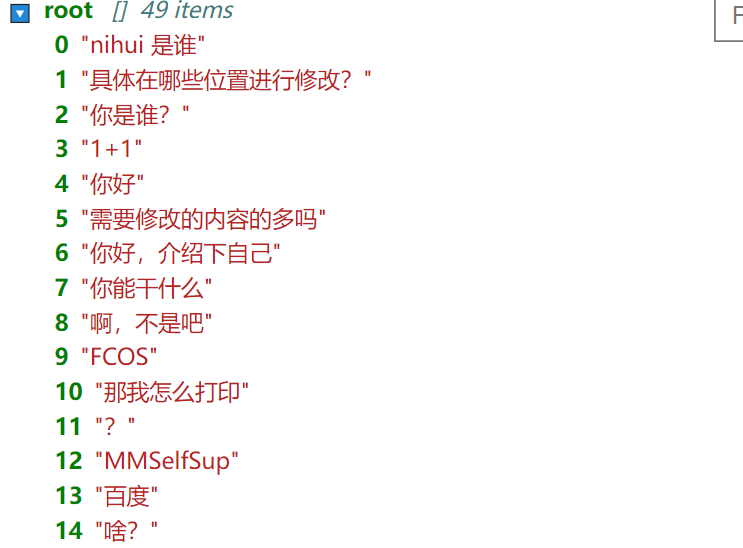 root [] 49 items
0 "nihui 是谁"
1 "具体在哪些位置进行修改？"
2 "你是谁？"
3 "1+1"
4 "你好"
5 "需要修改的内容的多吗"
6 "你好，介绍下自己"
7 "你能干什么"
8 "啊，不是吧"
9 "FCOS"
10 "那我怎么打印"
11 "？"
12 "MMSelfSup"
13 "百度"
14 "啥？"